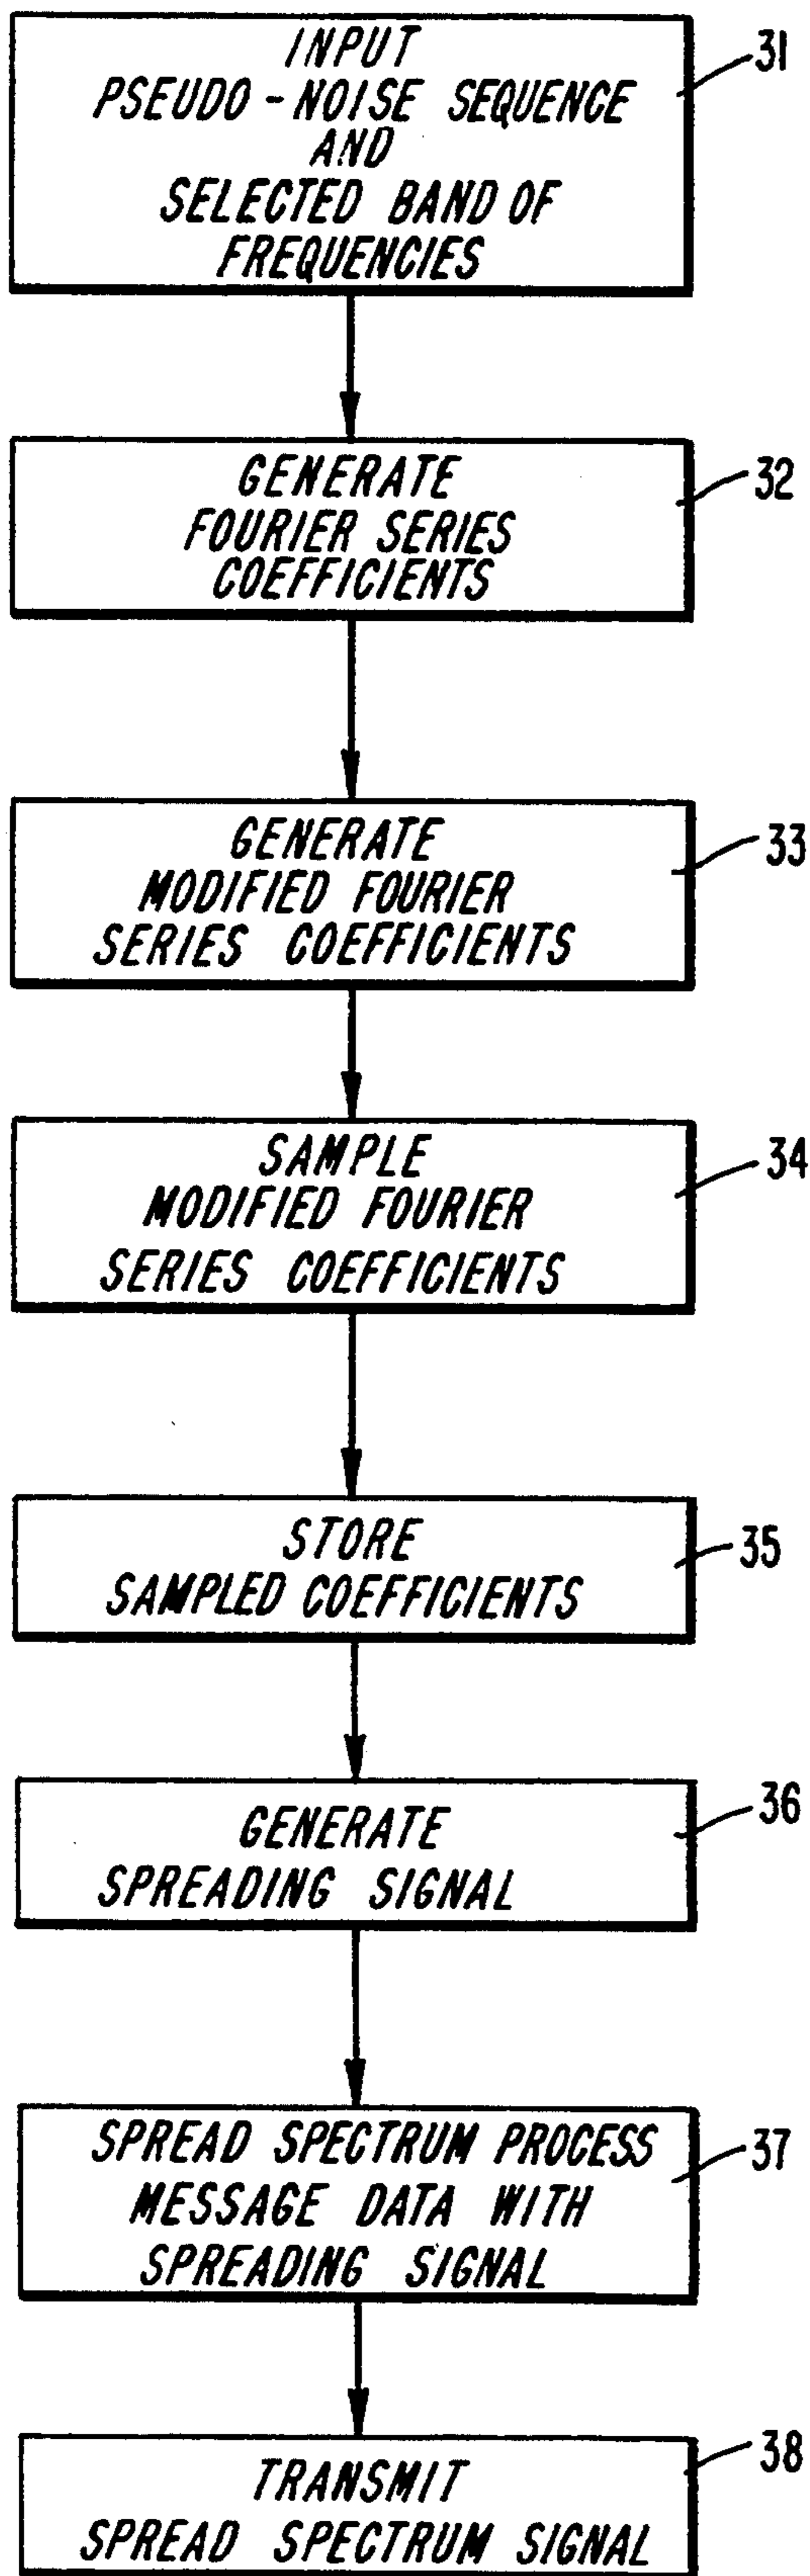 INPUT
PSEUDO-NOISE SEQUENCE
AND
SELECTED BAND OF
FREQUENCIES
31
GENERATE
FOURIER SERIES
COEFFICIENTS
32
GENERATE
MODIFIED FOURIER
SERIES COEFFICIENTS
33
SAMPLE
MODIFIED FOURIER
SERIES COEFFICIENTS
34
STORE
SAMPLED COEFFICIENTS
35
GENERATE
SPREADING SIGNAL
36
SPREAD SPECTRUM PROCESS
MESSAGE DATA WITH
SPREADING SIGNAL
37
TRANSMIT
SPREAD SPECTRUM SIGNAL
38